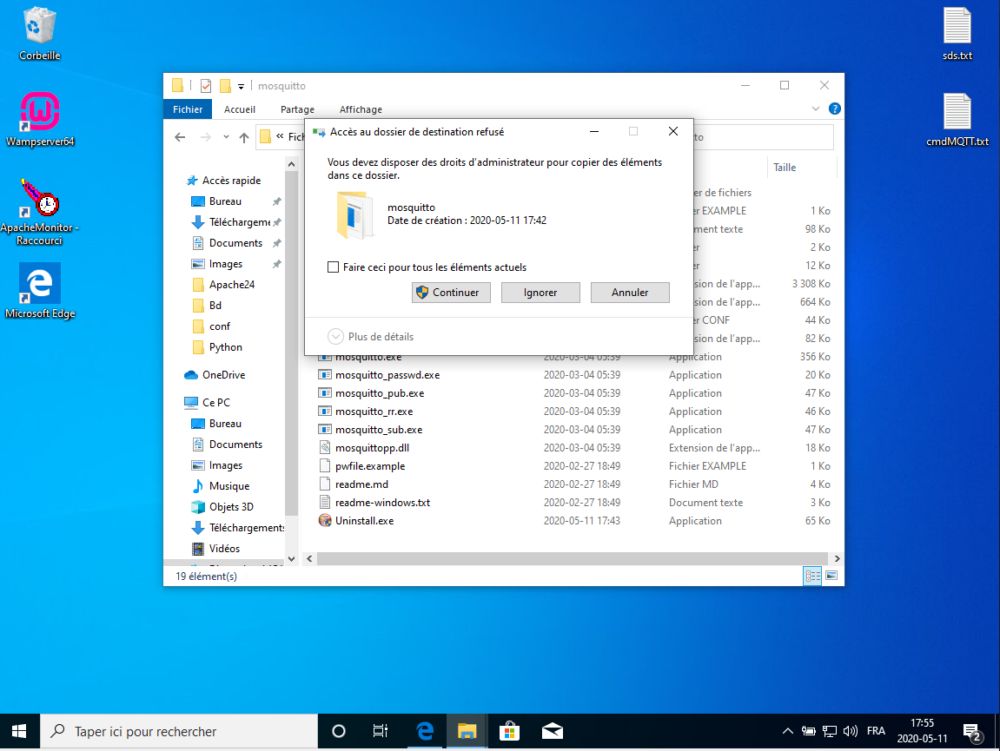 Corbeille
Wampserver64
ApacheMonitor -
Raccourci
Microsoft Edge
sds.txt
cmdMQTT.txt
mosquitto
Fichier Accueil Partage Affichage
« Fich
Accès au dossier de destination refusé
Vous devez disposer des droits d'administrateur pour copier des éléments
dans ce dossier.
mosquitto
Date de création : 2020-05-11 17:42
Faire ceci pour tous les éléments actuels
Continuer Ignorer Annuler
Plus de détails
Accès rapide
Bureau
Téléchargeme
Documents
Images
Apache24
Bd
conf
Python
OneDrive
Ce PC
Bureau
Documents
Images
Musique
Objets 3D
Téléchargements
Vidéos
tto
Taille
er de fichiers
er EXAMPLE 1 Ko
ment texte 98 Ko
er 2 Ko
er 12 Ko
sion de l'app... 3 308 Ko
sion de l'app... 664 Ko
er CONF 44 Ko
sion de l'app... 82 Ko
mosquitto.exe 2020-03-04 05:39 Application 356 Ko
mosquitto_passwd.exe 2020-03-04 05:39 Application 20 Ko
mosquitto_pub.exe 2020-03-04 05:39 Application 47 Ko
mosquitto_rr.exe 2020-03-04 05:39 Application 46 Ko
mosquitto_sub.exe 2020-03-04 05:39 Application 47 Ko
mosquittopp.dll 2020-03-04 05:39 Extension de l'app... 18 Ko
pwfile.example 2020-02-27 18:49 Fichier EXAMPLE 1 Ko
readme.md 2020-02-27 18:49 Fichier MD 4 Ko
readme-windows.txt 2020-02-27 18:49 Document texte 3 Ko
Uninstall.exe 2020-05-11 17:43 Application 65 Ko
19 élément(s)
Taper ici pour rechercher
FRA
17:55
2020-05-11
2